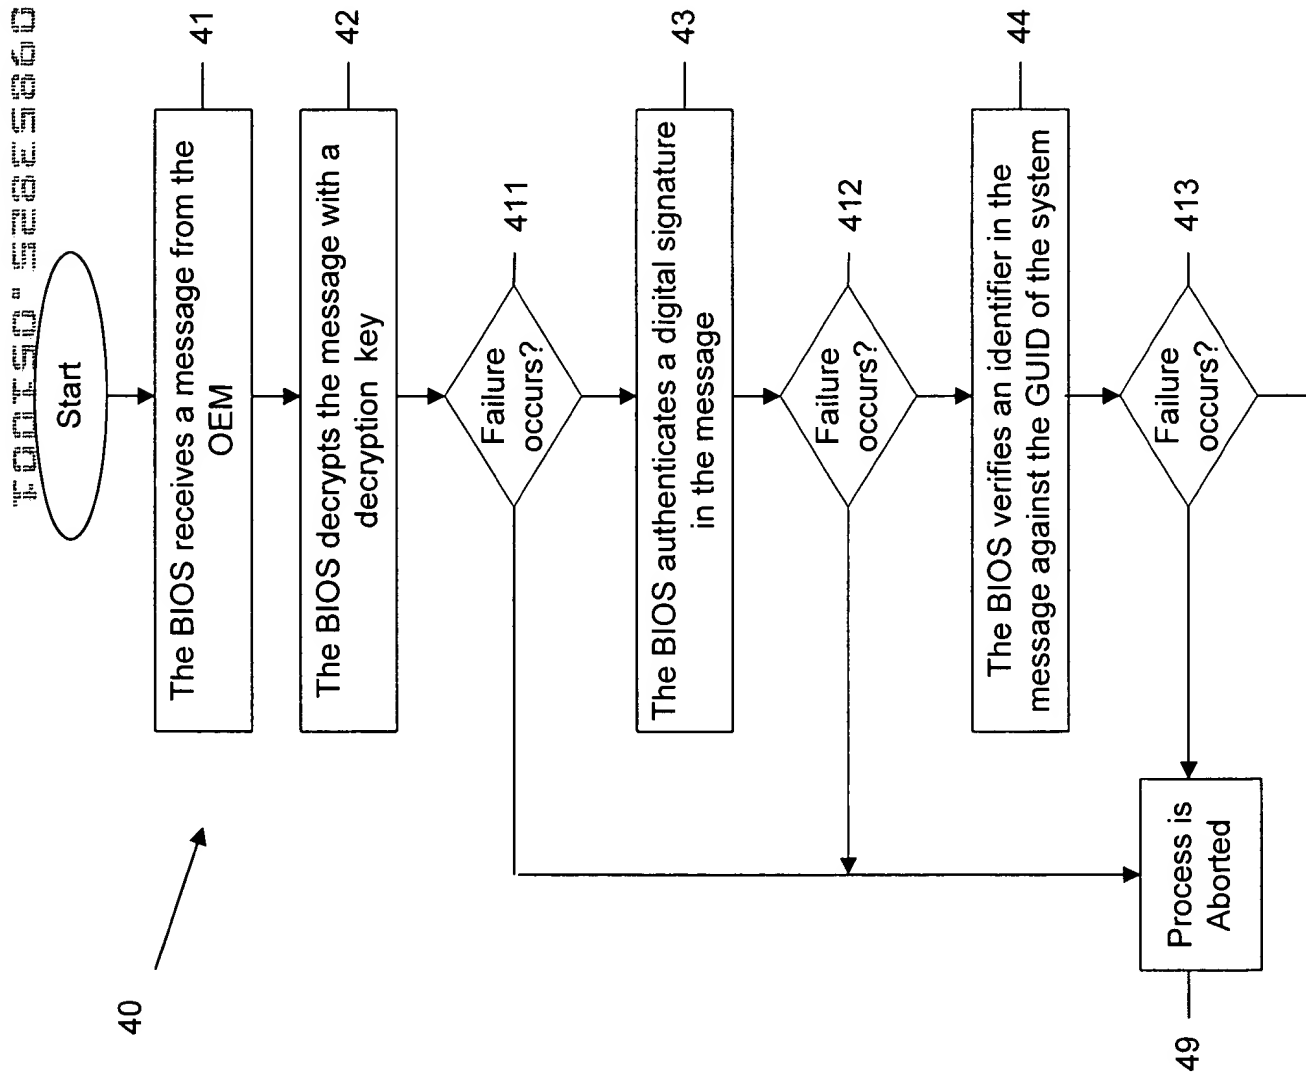 Start
The BIOS receives a message from the
OEM
41
The BIOS decrypts the message with a
decryption key
42
Failure
occurs?
411
The BIOS authenticates a digital signature
in the message
43
Failure
occurs?
412
The BIOS verifies an identifier in the
message against the GUID of the system
44
Failure
occurs?
413
Process is
Aborted
49
40